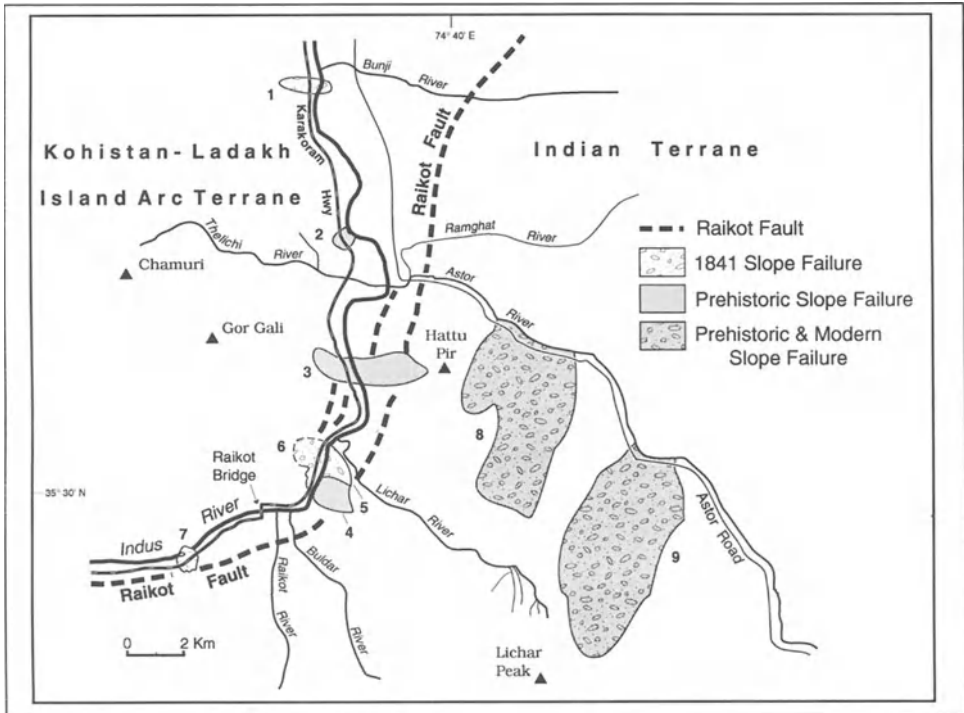 74° 40' E
Bunji
River
1
Karakoram
Hwy
Raikot Fault
Kohistan-Ladakh
Island Arc Terrane
Indian Terrane
2
Thelichi
River
Ramghat River
Chamuri
Astor
River
Gor Gali
Hattu
Pir
3
Raikot Fault
1841 Slope Failure
Prehistoric Slope Failure
Prehistoric & Modern
Slope Failure
8
6
Raikot
Bridge
35° 30' N
5
4
Lichar
River
9
Astor Road
7
Indus
River
Raikot Fault
Raikot
River
Buldar
River
0 2 Km
Lichar
Peak